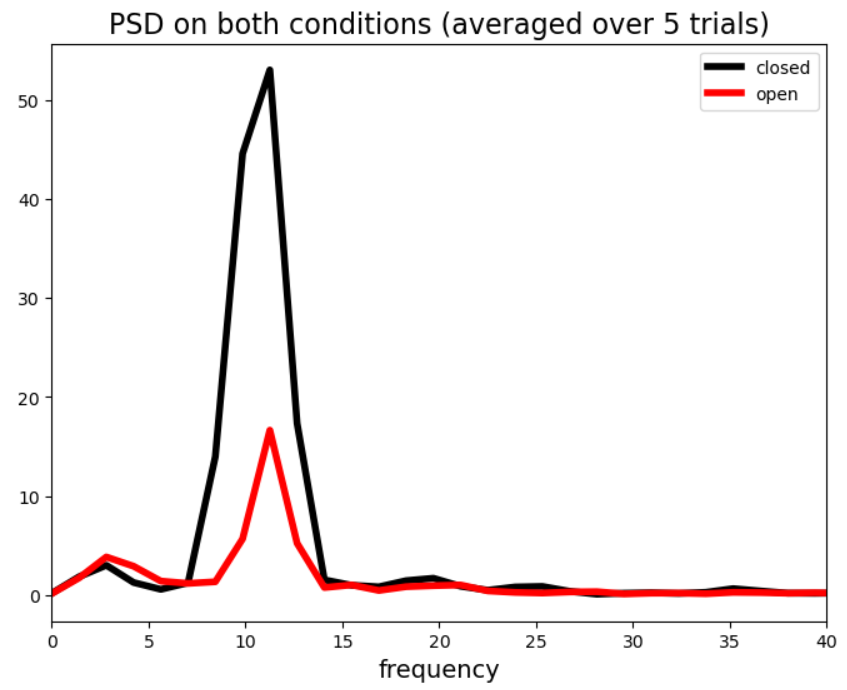 PSD on both conditions (averaged over 5 trials)
closed
open
50
40
30
20
10
0
0 5 10 15 20 25 30 35 40
frequency